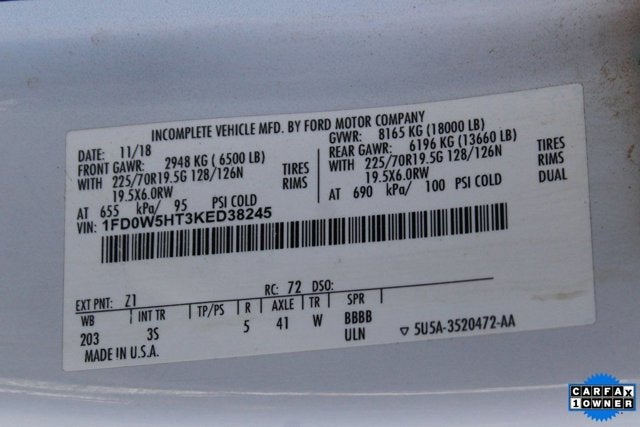 INCOMPLETE VEHICLE MFD. BY FORD MOTOR COMPANY
DATE: 11/18 GVWR: 8165 KG (18000 LB)
FRONT GAWR: 2948 KG (6500 LB) REAR GAWR: 6196 KG (13660 LB)
WITH 225/70R19.5G 128/126N TIRES WITH 225/70R19.5G 128/126N TIRES
19.5X6.0RW RIMS 19.5X6.0RW RIMS
AT 655 kPa/ 95 PSI COLD AT 690 kPa/ 100 PSI COLD DUAL
VIN: 1FD0W5HT3KED38245
EXT PNT: Z1 RC: 72 DSO:
WB INT TR TP/PS R AXLE TR SPR
203 3S 5 41 W BBBB
ULN
MADE IN U.S.A. ▽ 5U5A-3520472-AA
CARFAX
1 OWNER